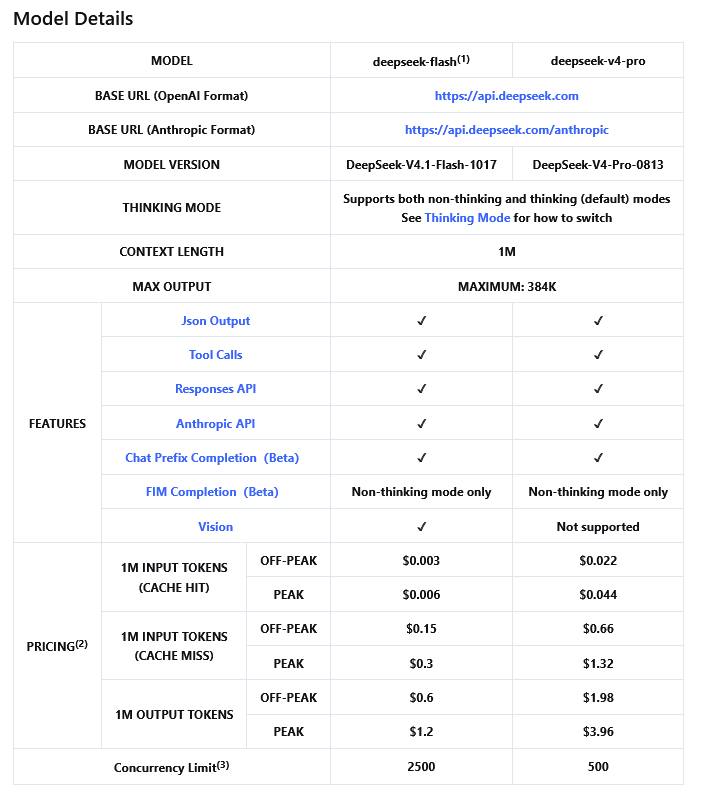 Model Details
MODEL deepseek-flash(1) deepseek-v4-pro
BASE URL (OpenAI Format) https://api.deepseek.com
BASE URL (Anthropic Format) https://api.deepseek.com/anthropic
MODEL VERSION DeepSeek-V4.1-Flash-1017 DeepSeek-V4-Pro-0813
THINKING MODE Supports both non-thinking and thinking (default) modes
See Thinking Mode for how to switch
CONTEXT LENGTH 1M
MAX OUTPUT MAXIMUM: 384K
FEATURES
Json Output ✓ ✓
Tool Calls ✓ ✓
Responses API ✓ ✓
Anthropic API ✓ ✓
Chat Prefix Completion (Beta) ✓ ✓
FIM Completion (Beta) Non-thinking mode only Non-thinking mode only
Vision ✓ Not supported
PRICING(2)
1M INPUT TOKENS
(CACHE HIT)
OFF-PEAK $0.003 $0.022
PEAK $0.006 $0.044
1M INPUT TOKENS
(CACHE MISS)
OFF-PEAK $0.15 $0.66
PEAK $0.3 $1.32
1M OUTPUT TOKENS
OFF-PEAK $0.6 $1.98
PEAK $1.2 $3.96
Concurrency Limit(3) 2500 500